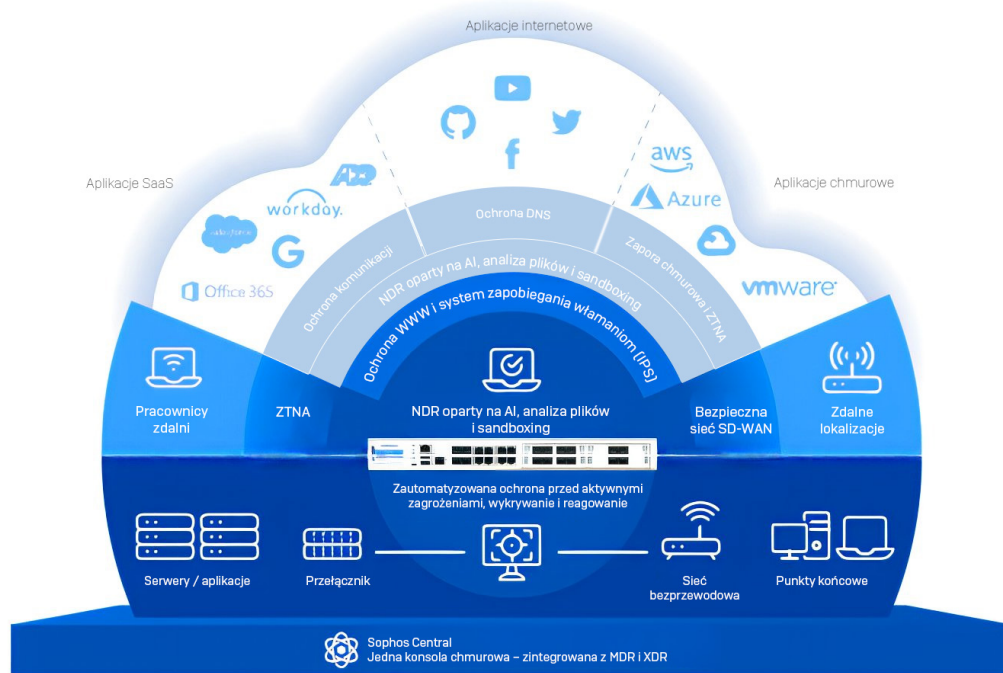 Aplikacje internetowe
Aplikacje SaaS
Aplikacje chmurowe
ADP
workday.
salesforce
G
Office 365
f
aws
Azure
vmware
Ochrona komunikacji
Ochrona DNS
Zapora chmurowa i ZTNA
NDR oparty na AI, analiza plików i sandboxing
Ochrona WWW i system zapobiegania włamaniom [IPS]
Pracownicy
zdalni
ZTNA
NDR oparty na AI, analiza plików
i sandboxing
Bezpieczna
sieć SD-WAN
Zdalne
lokalizacje
Zautomatyzowana ochrona przed aktywnymi
zagrożeniami, wykrywanie i reagowanie
Serwery / aplikacje
Przełącznik
Sieć
bezprzewodowa
Punkty końcowe
Sophos Central
Jedna konsola chmurowa – zintegrowana z MDR i XDR